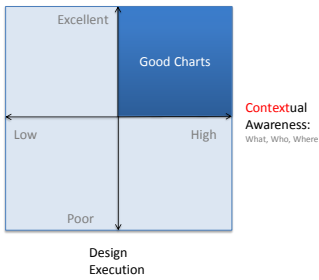 Excellent
Good Charts
Contextual
Awareness:
What, Who, Where
Low
High
Poor
Design
Execution